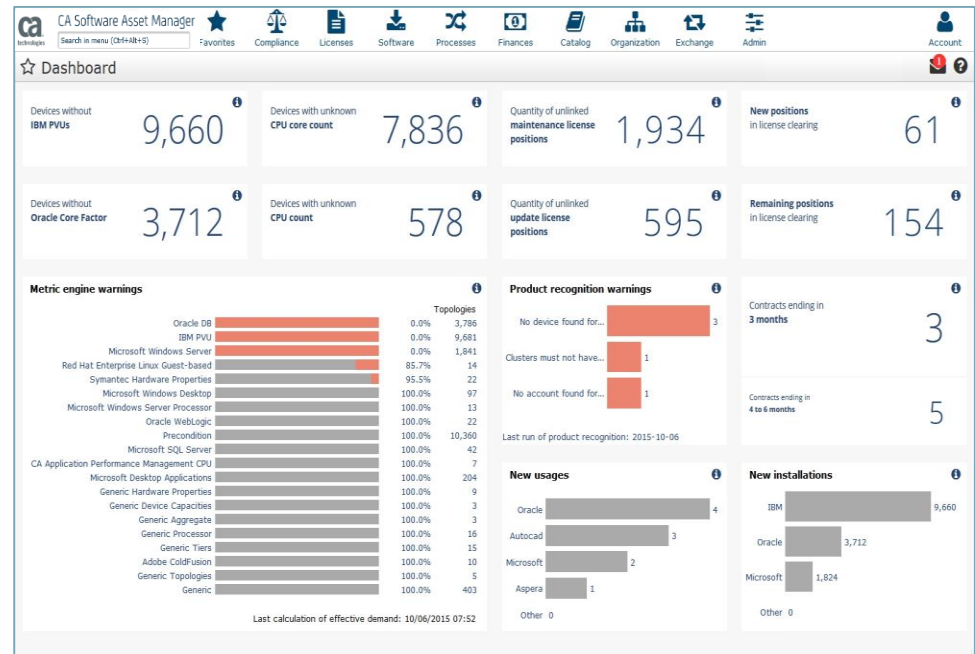 ca
technologies
CA Software Asset Manager
Search in menu (Ctrl+Alt+S)
Favorites
Compliance
Licenses
Software
Processes
Finances
Catalog
Organization
Exchange
Admin
Account
Dashboard
1
Devices without
IBM PVUs
9,660
Devices with unknown
CPU core count
7,836
Quantity of unlinked
maintenance license
positions
1,934
New positions
in license clearing
61
Devices without
Oracle Core Factor
3,712
Devices with unknown
CPU count
578
Quantity of unlinked
update license
positions
595
Remaining positions
in license clearing
154
Metric engine warnings
Topologies
Oracle DB 0.0% 3,786
IBM PVU 0.0% 9,681
Microsoft Windows Server 0.0% 1,841
Red Hat Enterprise Linux Guest-based 85.7% 14
Symantec Hardware Properties 95.5% 22
Microsoft Windows Desktop 100.0% 97
Microsoft Windows Server Processor 100.0% 13
Oracle WebLogic 100.0% 22
Precondition 100.0% 10,360
Microsoft SQL Server 100.0% 42
CA Application Performance Management CPU 100.0% 7
Microsoft Desktop Applications 100.0% 204
Generic Hardware Properties 100.0% 9
Generic Device Capacities 100.0% 3
Generic Aggregate 100.0% 3
Generic Processor 100.0% 16
Generic Tiers 100.0% 15
Adobe ColdFusion 100.0% 10
Generic Topologies 100.0% 5
Generic 100.0% 403
Last calculation of effective demand: 10/06/2015 07:52
Product recognition warnings
No device found for... 3
Clusters must not have... 1
No account found for... 1
Last run of product recognition: 2015-10-06
Contracts ending in
3 months
3
Contracts ending in
4 to 6 months
5
New usages
Oracle 4
Autocad 3
Microsoft 2
Aspera 1
Other 0
New installations
IBM 9,660
Oracle 3,712
Microsoft 1,824
Other 0